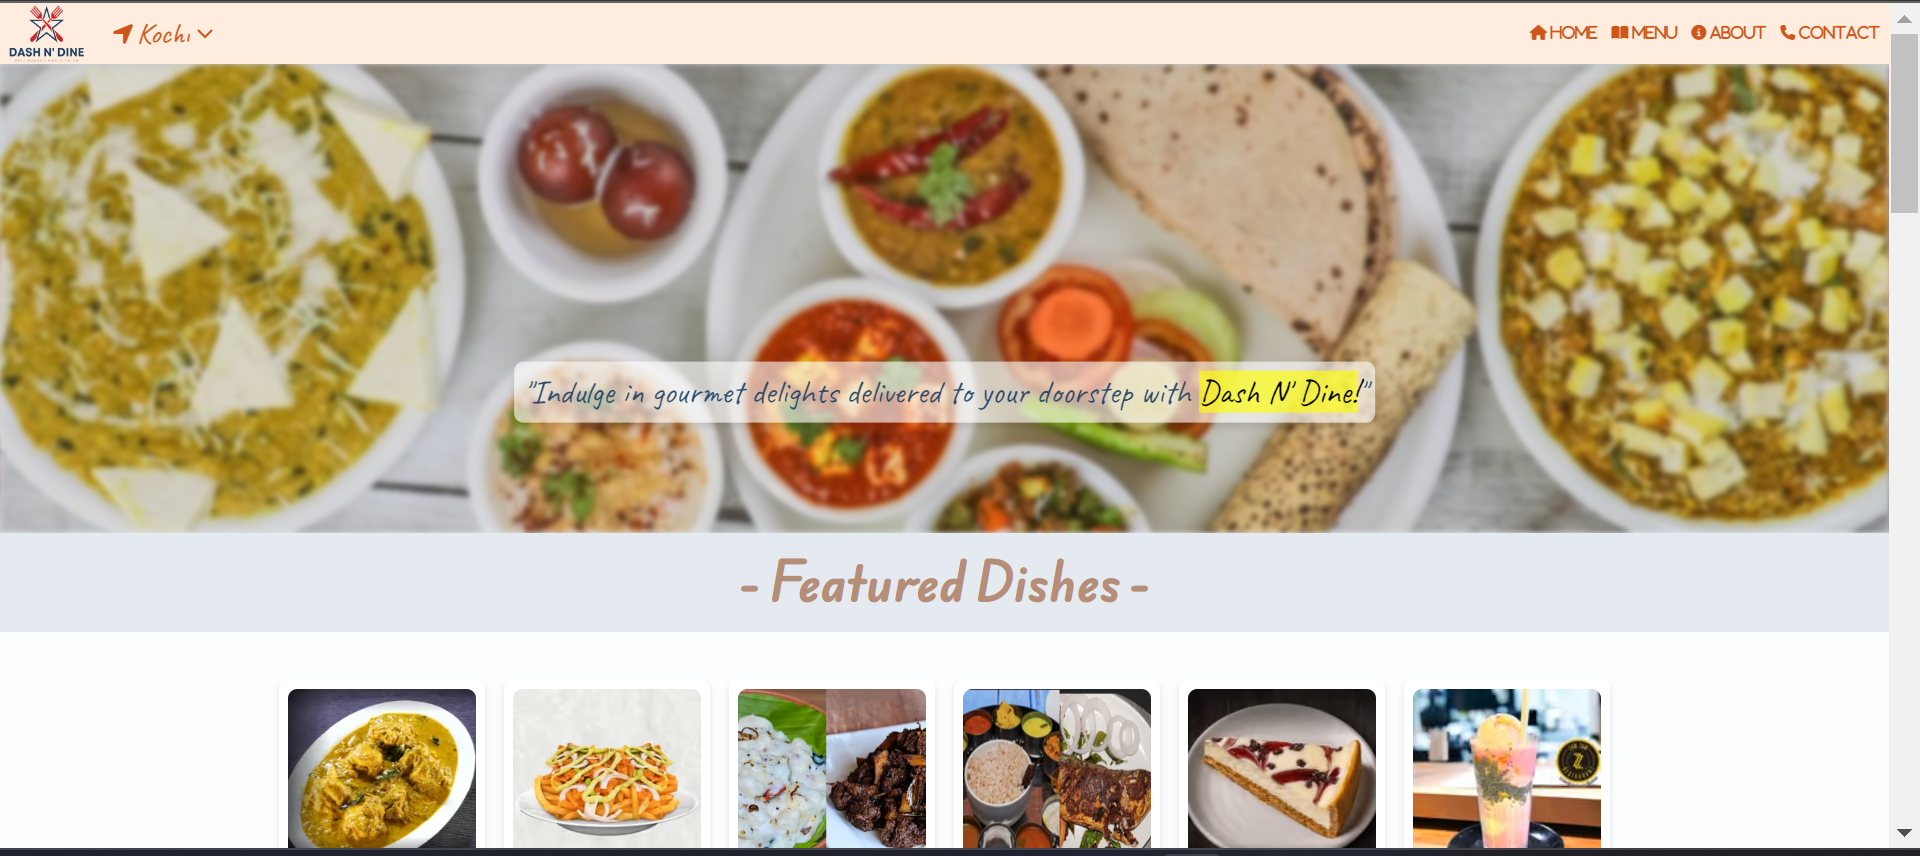 DASH N' DINE
Kochi
HOME MENU ABOUT CONTACT
"Indulge in gourmet delights delivered to your doorstep with Dash N' Dine!"
- Featured Dishes -